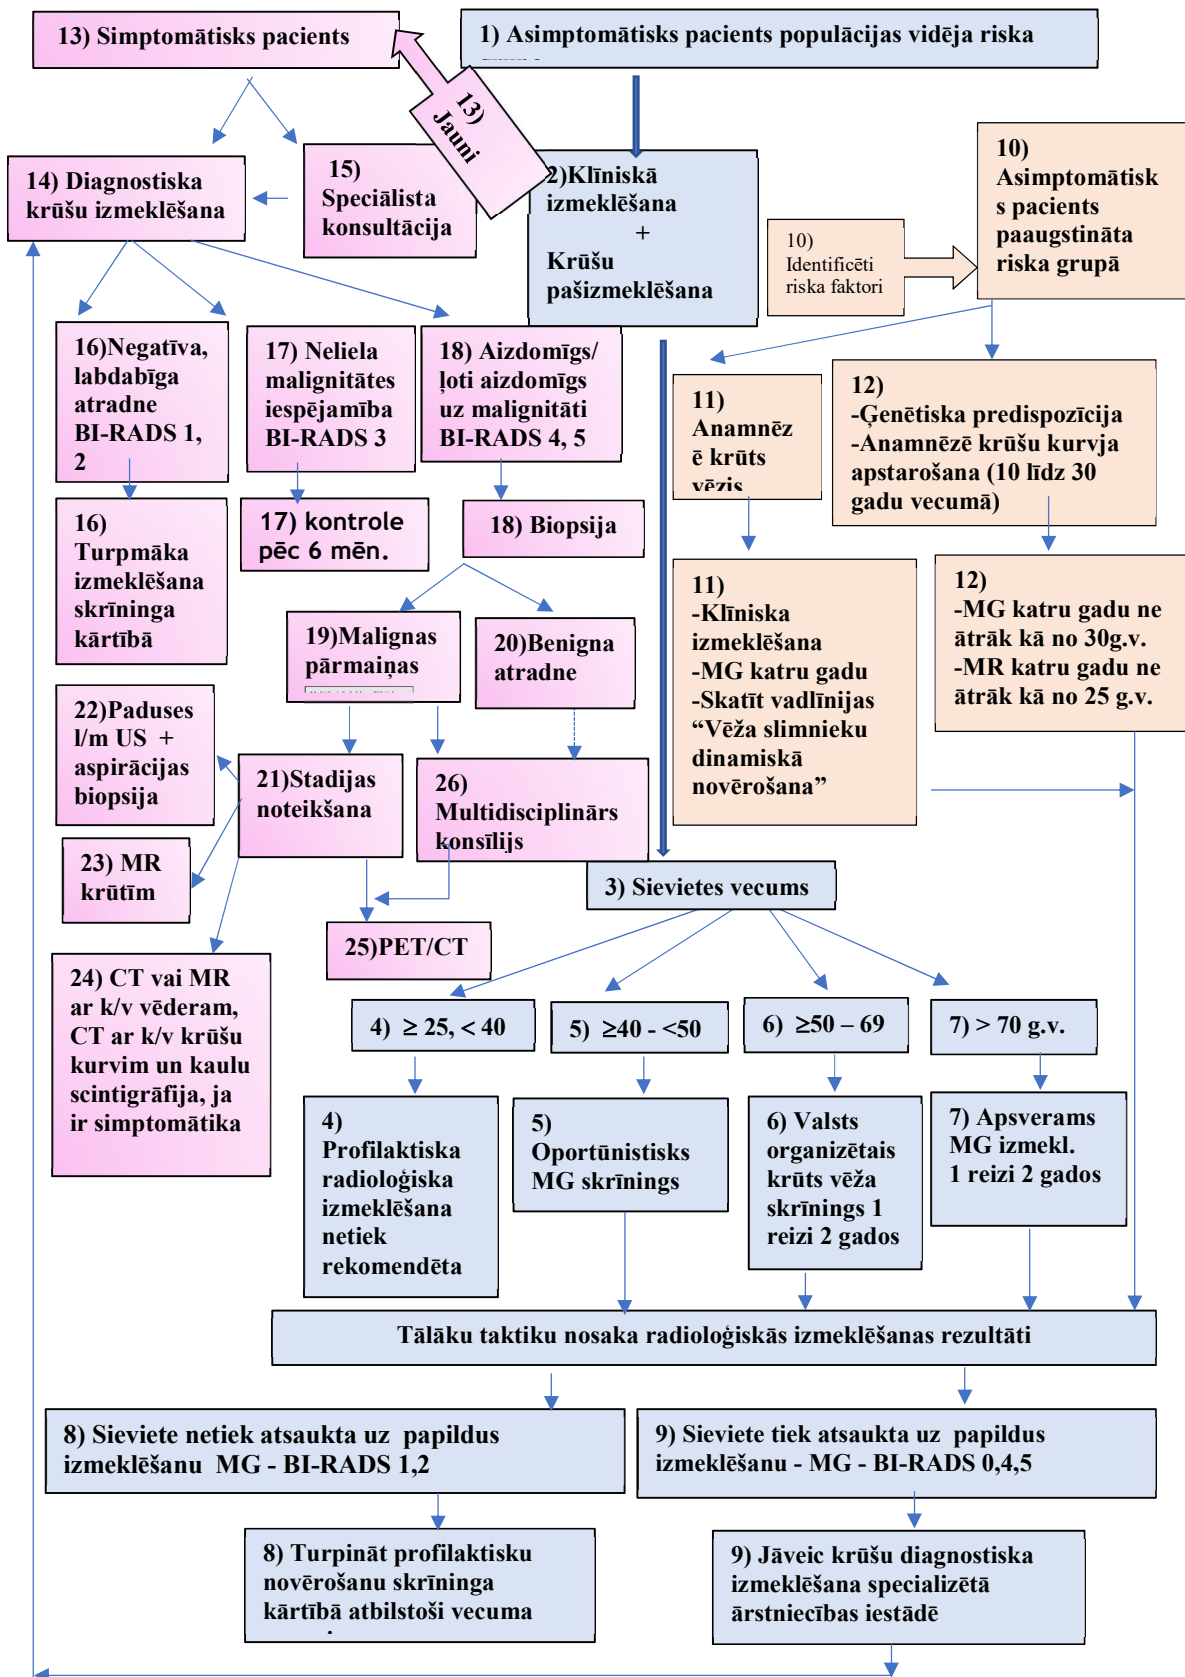 13) Simptomātisks pacients
1) Asimptomātisks pacients populācijas vidēja riska
13)
Jauni
14) Diagnostiska
krūšu izmeklēšana
15)
Speciālista
konsultācija
2)Klīniskā
izmeklēšana
+
Krūšu
pašizmeklēšana
10)
Identificēti
riska faktori
10)
Asimptomātisk
s pacients
paaugstināta
riska grupā
16)Negatīva,
labdabīga
atradne
BI-RADS 1,
2
17) Neliela
malignitātes
iespējamība
BI-RADS 3
18) Aizdomīgs/
ļoti aizdomīgs
uz malignitāti
BI-RADS 4, 5
11)
Anamnēz
ē krūts
vēzis
12)
-Ģenētiska predispozīcija
-Anamnēzē krūšu kurvja
apstarošana (10 līdz 30
gadu vecumā)
16)
Turpmāka
izmeklēšana
skrīninga
kārtībā
17) kontrole
pēc 6 mēn.
18) Biopsija
11)
-Klīniska
izmeklēšana
-MG katru gadu
-Skatīt vadlīnijas
“Vēža slimnieku
dinamiskā
novērošana”
12)
-MG katru gadu ne
ātrāk kā no 30g.v.
-MR katru gadu ne
ātrāk kā no 25 g.v.
19)Malignas
pārmaiņas
20)Benigna
atradne
22)Paduses
l/m US +
aspirācijas
biopsija
21)Stadijas
noteikšana
26)
Multidisciplinārs
konsīlijs
23) MR
krūtīm
3) Sievietes vecums
25)PET/CT
24) CT vai MR
ar k/v vēderam,
CT ar k/v krūšu
kurvim un kaulu
scintigrāfija, ja
ir simptomātika
4) ≥ 25, < 40
5) ≥40 - <50
6) ≥50 – 69
7) > 70 g.v.
4)
Profilaktiska
radioloģiska
izmeklēšana
netiek
rekomendēta
5)
Oportūnistisks
MG skrīnings
6) Valsts
organizētais
krūts vēža
skrīnings 1
reizi 2 gados
7) Apsverams
MG izmekl.
1 reizi 2 gados
Tālāku taktiku nosaka radioloģiskās izmeklēšanas rezultāti
8) Sieviete netiek atsaukta uz papildus
izmeklēšanu MG - BI-RADS 1,2
9) Sieviete tiek atsaukta uz papildus
izmeklēšanu - MG - BI-RADS 0,4,5
8) Turpināt profilaktisku
novērošanu skrīninga
kārtībā atbilstoši vecuma
9) Jāveic krūšu diagnostiska
izmeklēšana specializētā
ārstniecības iestādē